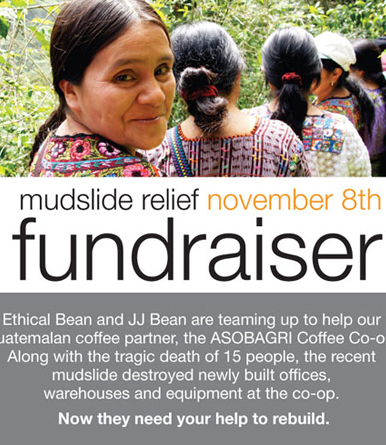 mudslide relief november 8th
fundraiser
Ethical Bean and JJ Bean are teaming up to help our
uatemalan coffee partner, the ASOBAGRI Coffee Co-o
Along with the tragic death of 15 people, the recent
mudslide destroyed newly built offices,
warehouses and equipment at the co-op.
Now they need your help to rebuild.